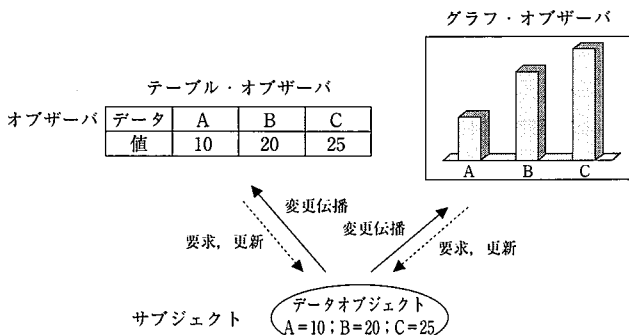 グラフ・オブザーバ
テーブル・オブザーバ
オブザーバ
データ A B C
値 10 20 25
A B C
変更伝播
変更伝播
要求，更新
要求，更新
サブジェクト
データオブジェクト
A=10；B=20；C=25